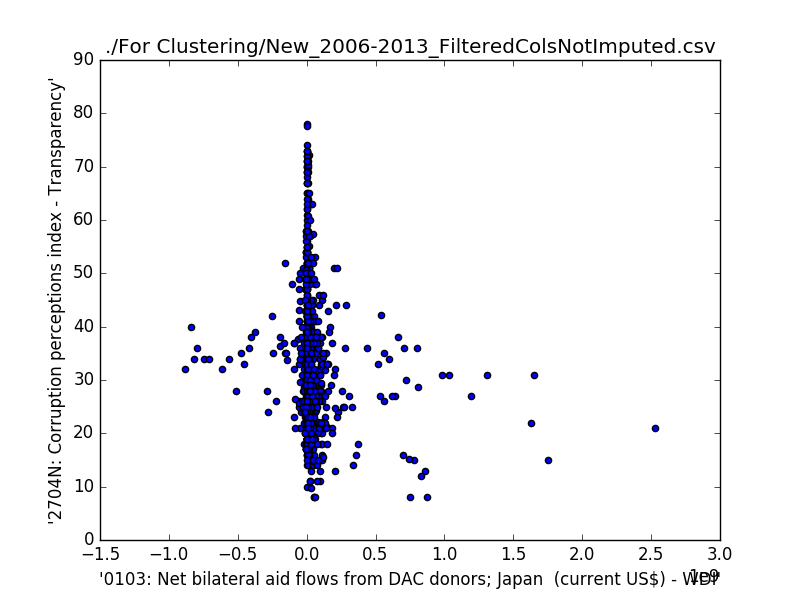 ./For Clustering/New_2006-2013_FilteredColsNotImputed.csv
'2704N: Corruption perceptions index - Transparency'
90
80
70
60
50
40
30
20
10
0
−1.5 −1.0 −0.5 0.0 0.5 1.0 1.5 2.0 2.5 3.0
1e9
'0103: Net bilateral aid flows from DAC donors; Japan (current US$) - WDI'